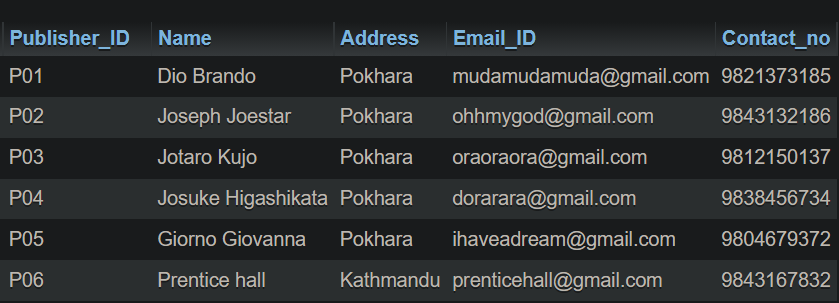 Publisher_ID Name Address Email_ID Contact_no
P01 Dio Brando Pokhara mudamudamuda@gmail.com 9821373185
P02 Joseph Joestar Pokhara ohhmygod@gmail.com 9843132186
P03 Jotaro Kujo Pokhara oraoraora@gmail.com 9812150137
P04 Josuke Higashikata Pokhara dorarara@gmail.com 9838456734
P05 Giorno Giovanna Pokhara ihaveadream@gmail.com 9804679372
P06 Prentice hall Kathmandu prenticehall@gmail.com 9843167832